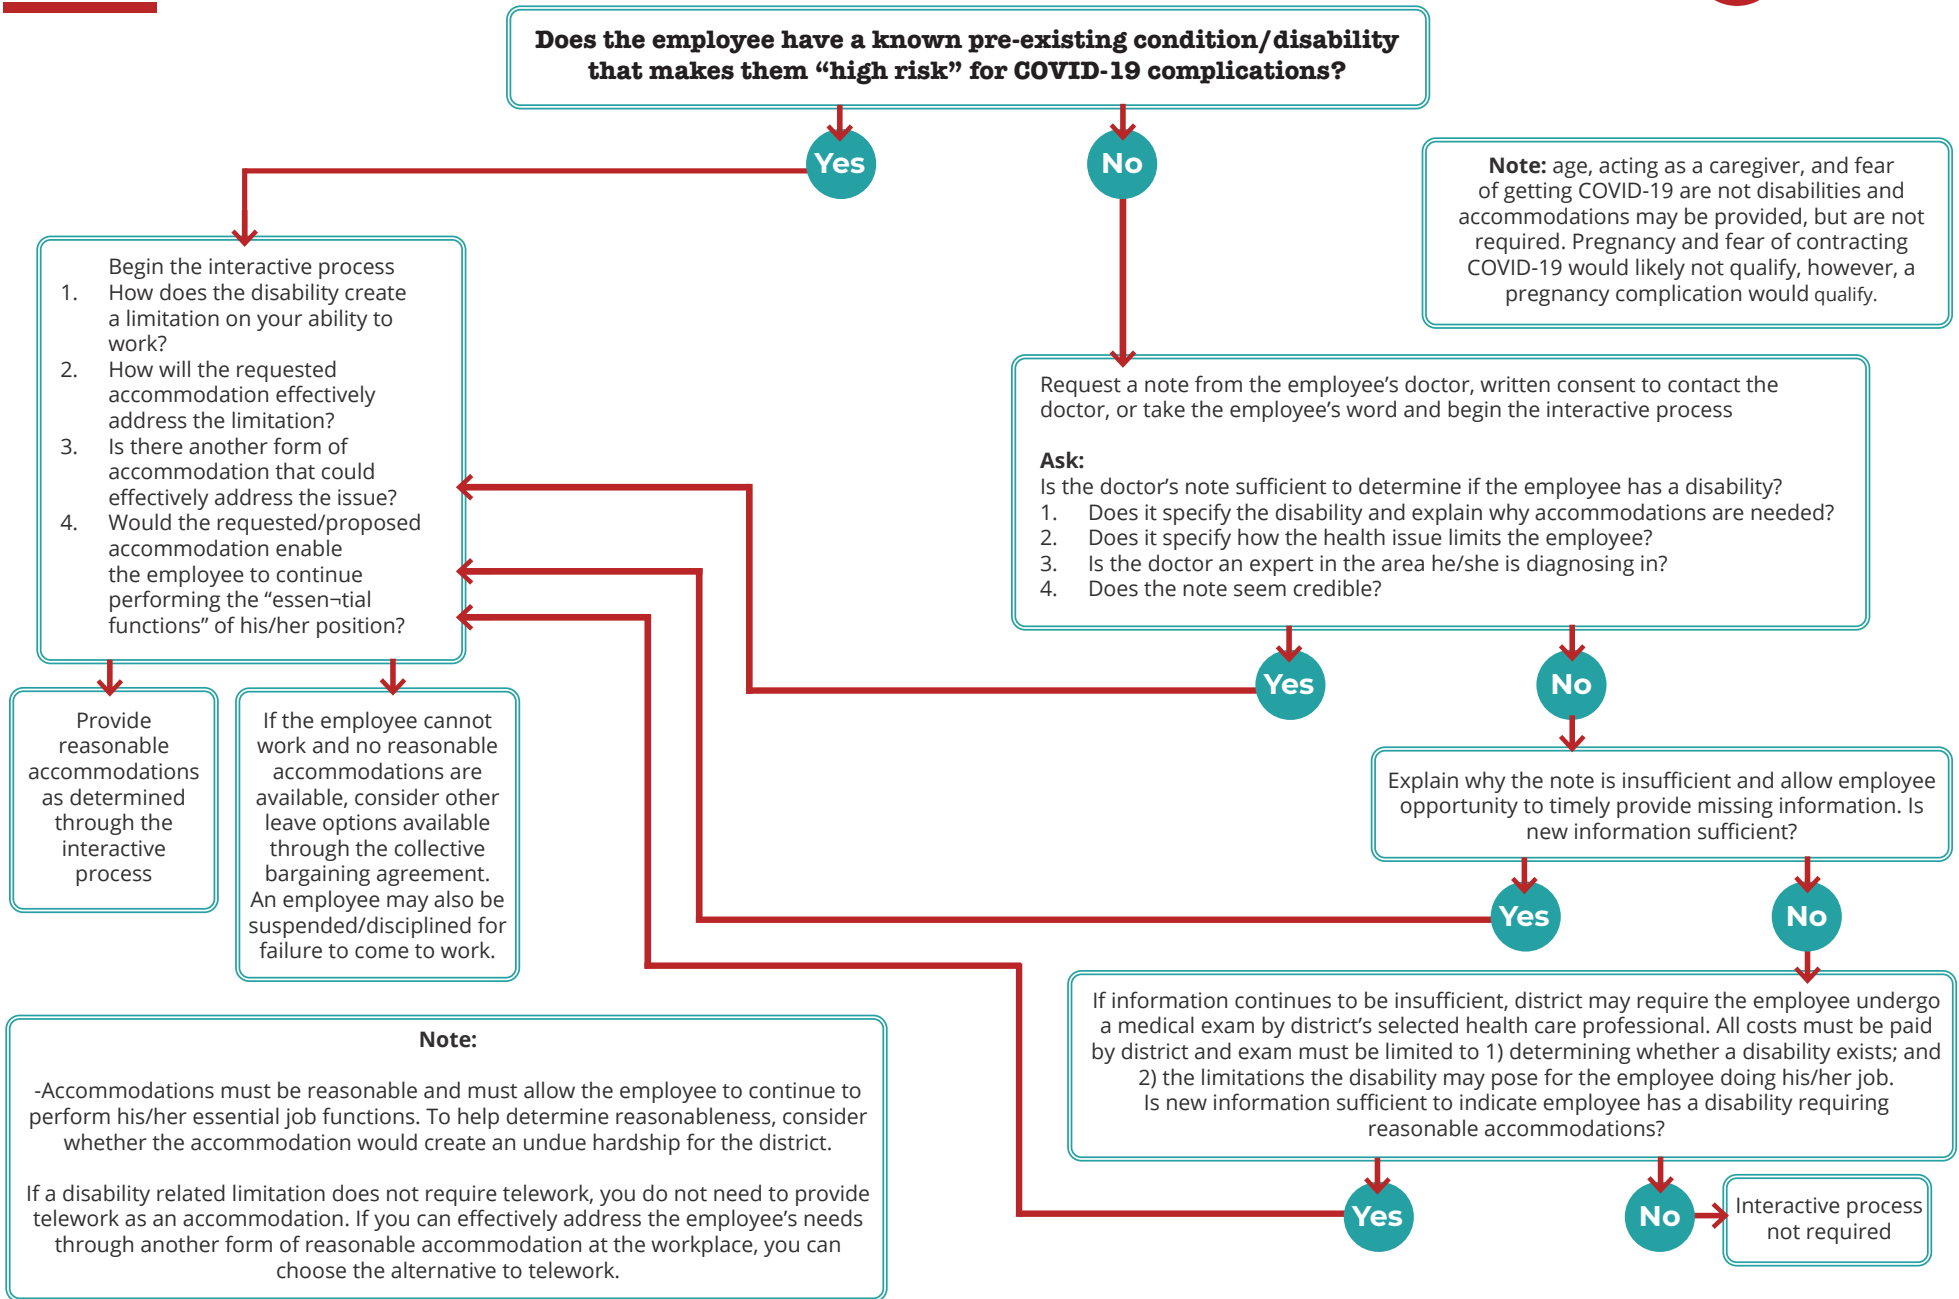 Does the employee have a known pre-existing condition/disability
that makes them “high risk” for COVID-19 complications?
Yes
No
Note: age, acting as a caregiver, and fear
of getting COVID-19 are not disabilities and
accommodations may be provided, but are not
required. Pregnancy and fear of contracting
COVID-19 would likely not qualify, however, a
pregnancy complication would qualify.
Begin the interactive process
1. How does the disability create
a limitation on your ability to
work?
2. How will the requested
accommodation effectively
address the limitation?
3. Is there another form of
accommodation that could
effectively address the issue?
4. Would the requested/proposed
accommodation enable
the employee to continue
performing the “essen¬tial
functions” of his/her position?
Request a note from the employee’s doctor, written consent to contact the
doctor, or take the employee’s word and begin the interactive process
Ask:
Is the doctor’s note sufficient to determine if the employee has a disability?
1. Does it specify the disability and explain why accommodations are needed?
2. Does it specify how the health issue limits the employee?
3. Is the doctor an expert in the area he/she is diagnosing in?
4. Does the note seem credible?
Yes
No
Provide
reasonable
accommodations
as determined
through the
interactive
process
If the employee cannot
work and no reasonable
accommodations are
available, consider other
leave options available
through the collective
bargaining agreement.
An employee may also be
suspended/disciplined for
failure to come to work.
Explain why the note is insufficient and allow employee
opportunity to timely provide missing information. Is
new information sufficient?
Yes
No
If information continues to be insufficient, district may require the employee undergo
a medical exam by district’s selected health care professional. All costs must be paid
by district and exam must be limited to 1) determining whether a disability exists; and
2) the limitations the disability may pose for the employee doing his/her job.
Is new information sufficient to indicate employee has a disability requiring
reasonable accommodations?
Yes
No
Interactive process
not required
Note:
-Accommodations must be reasonable and must allow the employee to continue to
perform his/her essential job functions. To help determine reasonableness, consider
whether the accommodation would create an undue hardship for the district.
If a disability related limitation does not require telework, you do not need to provide
telework as an accommodation. If you can effectively address the employee’s needs
through another form of reasonable accommodation at the workplace, you can
choose the alternative to telework.